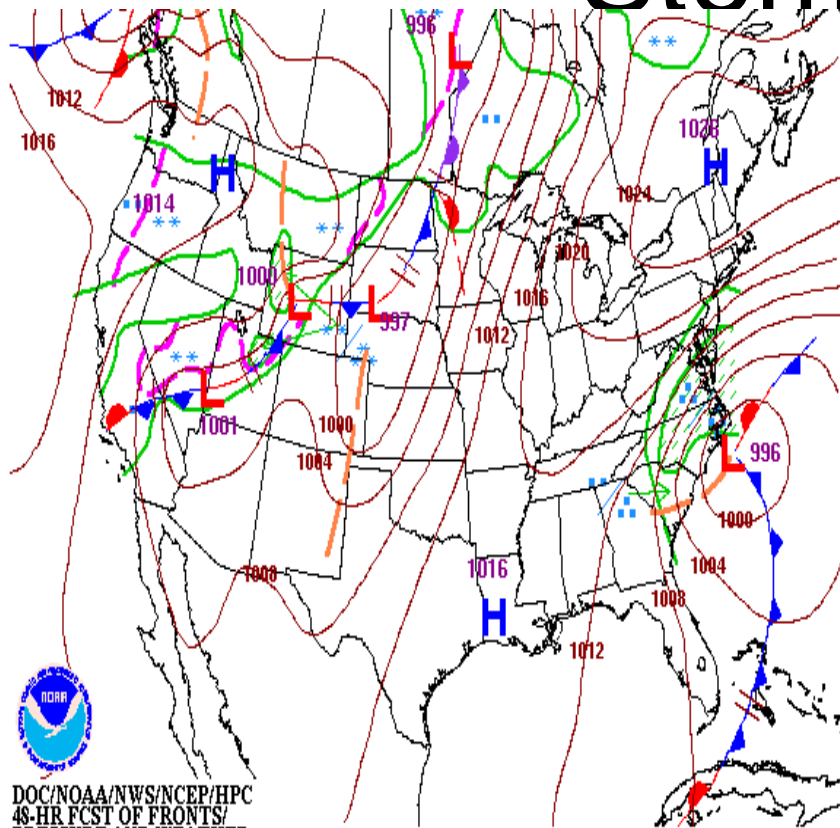 996
1012
1016
1028
H
H
1014
1024
1020
1000
L
L
L
997
1016
1012
L
1001
1000
1004
L
996
1000
1008
1016
H
1004
1008
1012
NOAA
DOC/NOAA/NWS/NCEP/HPC
48-HR FCST OF FRONTS/